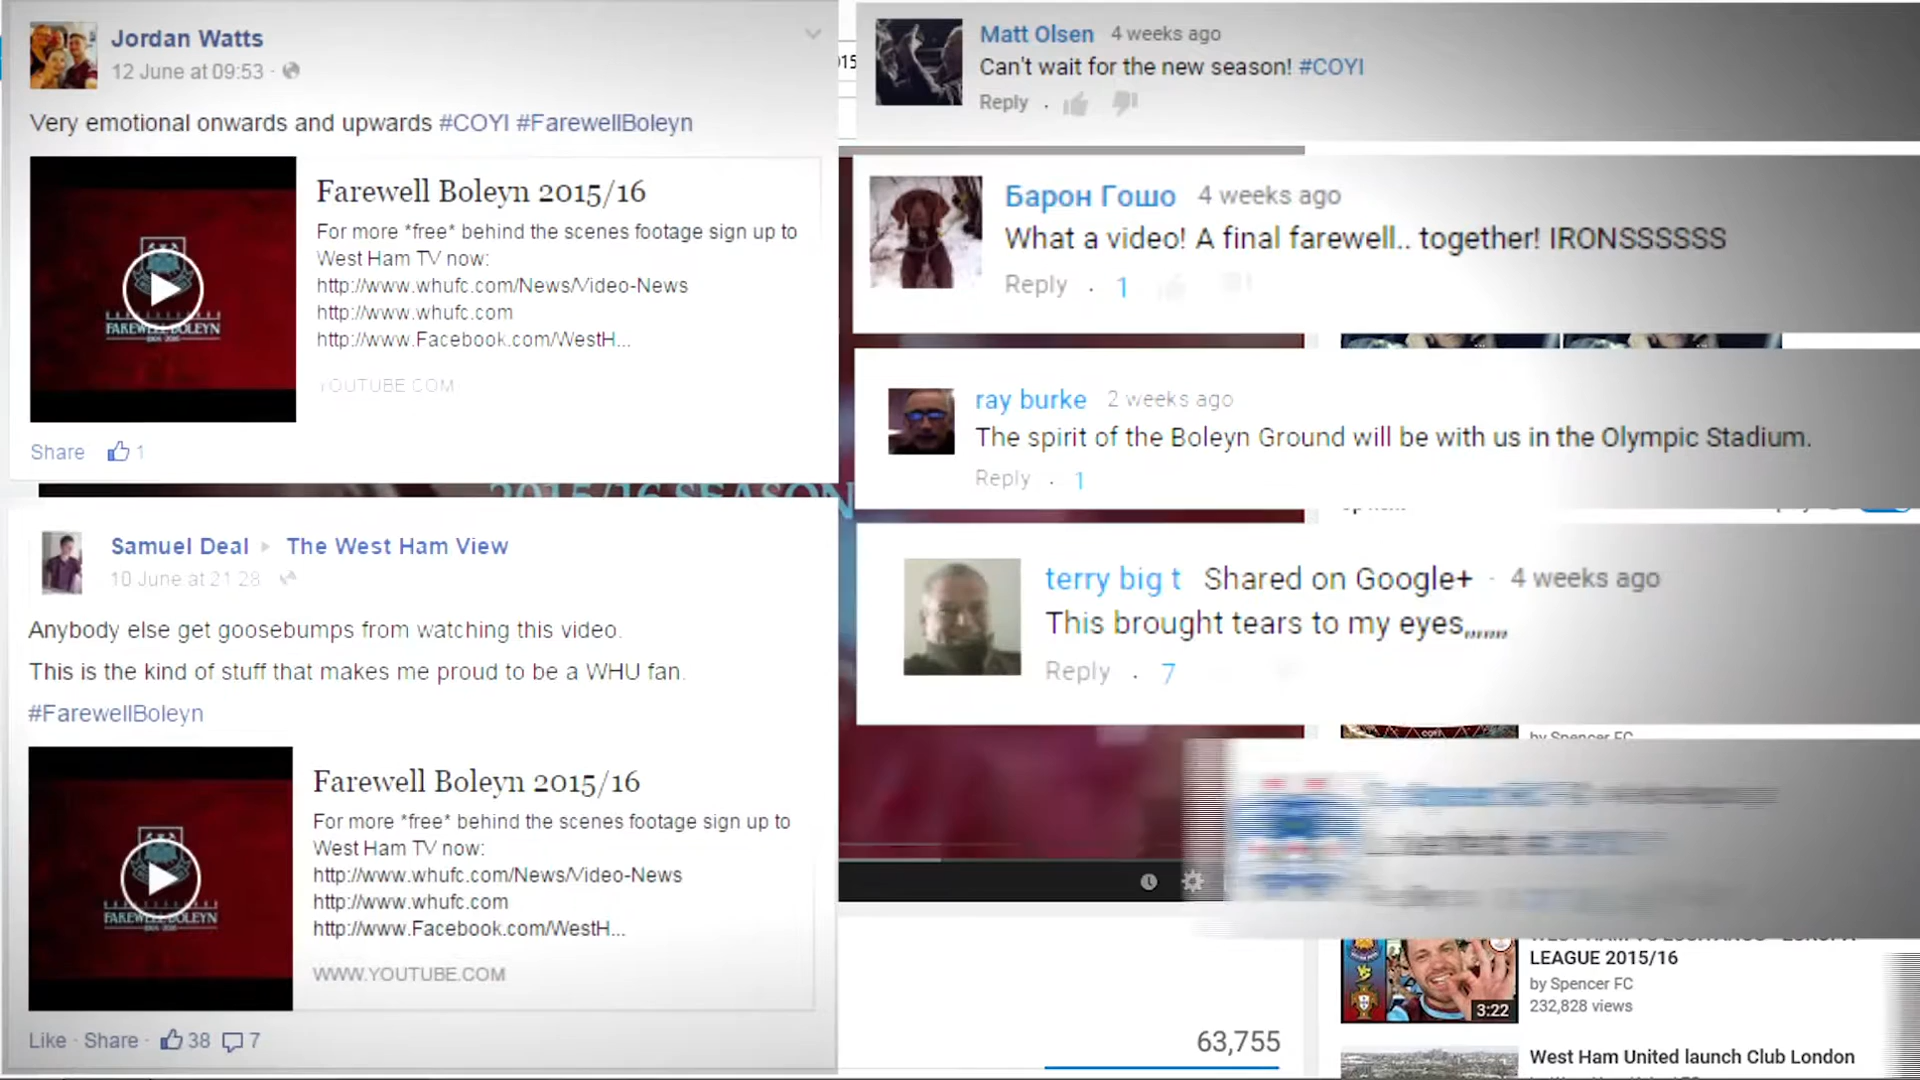 Jordan Watts
12 June at 09:53 ·
Very emotional onwards and upwards #COYI #FarewellBoleyn
FAREWELL BOLEYN
Farewell Boleyn 2015/16
For more *free* behind the scenes footage sign up to
West Ham TV now:
http://www.whufc.com/News/Video-News
http://www.whufc.com
http://www.Facebook.com/WestH...
YOUTUBE.COM
Share 1
2015/16 SEASON
Samuel Deal ▸ The West Ham View
10 June at 21:28 ·
Anybody else get goosebumps from watching this video.
This is the kind of stuff that makes me proud to be a WHU fan.
#FarewellBoleyn
FAREWELL BOLEYN
Farewell Boleyn 2015/16
For more *free* behind the scenes footage sign up to
West Ham TV now:
http://www.whufc.com/News/Video-News
http://www.whufc.com
http://www.Facebook.com/WestH...
WWW.YOUTUBE.COM
Like · Share · 38 7
Matt Olsen 4 weeks ago
Can't wait for the new season! #COYI
Reply ·
Барон Гошо 4 weeks ago
What a video! A final farewell.. together! IRONSSSSSS
Reply · 1
ray burke 2 weeks ago
The spirit of the Boleyn Ground will be with us in the Olympic Stadium.
Reply · 1
terry big t Shared on Google+ · 4 weeks ago
This brought tears to my eyes,,,,,,,
Reply · 7
by Spencer FC
LEAGUE 2015/16
by Spencer FC
232,828 views
3:22
63,755
West Ham United launch Club London